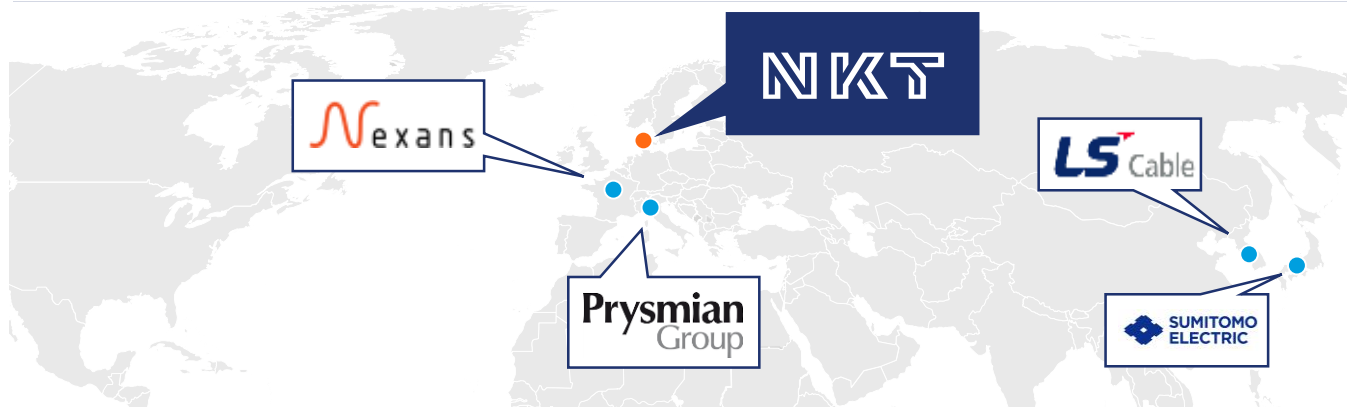 NKT
Nexans
LS Cable
Prysmian
Group
SUMITOMO
ELECTRIC